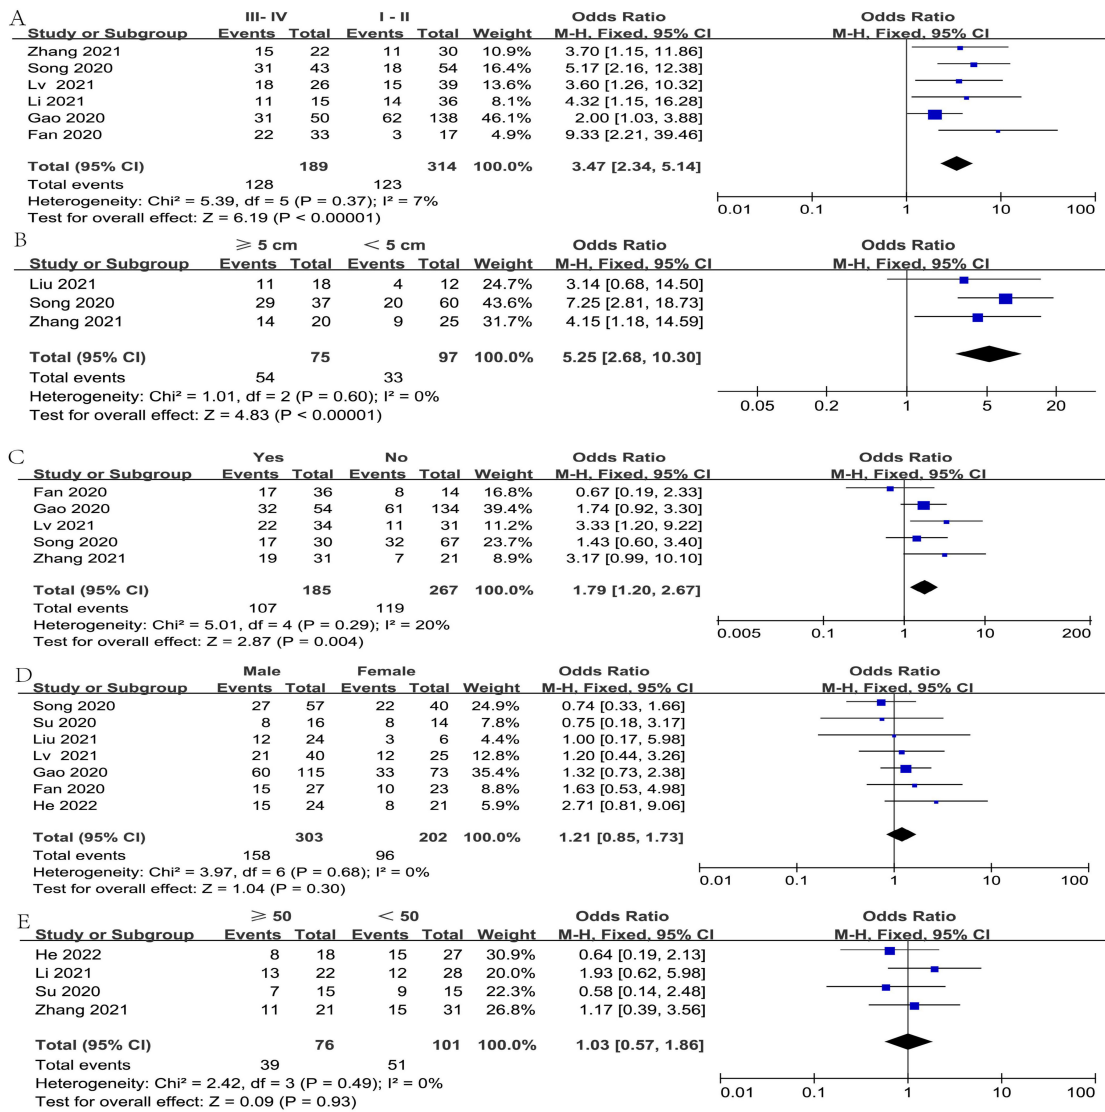 A
III- IV I - II Odds Ratio Odds Ratio
Study or Subgroup Events Total Events Total Weight M-H, Fixed, 95% CI M-H, Fixed, 95% CI
Zhang 2021 15 22 11 30 10.9% 3.70 [1.15, 11.86]
Song 2020 31 43 18 54 16.4% 5.17 [2.16, 12.38]
Lv 2021 18 26 15 39 13.6% 3.60 [1.26, 10.32]
Li 2021 11 15 14 36 8.1% 4.32 [1.15, 16.28]
Gao 2020 31 50 62 138 46.1% 2.00 [1.03, 3.88]
Fan 2020 22 33 3 17 4.9% 9.33 [2.21, 39.46]
Total (95% CI) 189 314 100.0% 3.47 [2.34, 5.14]
Total events 128 123
Heterogeneity: Chi² = 5.39, df = 5 (P = 0.37); I² = 7%
Test for overall effect: Z = 6.19 (P < 0.00001)
0.01 0.1 1 10 100
B
≥ 5 cm < 5 cm Odds Ratio Odds Ratio
Study or Subgroup Events Total Events Total Weight M-H, Fixed, 95% CI M-H, Fixed, 95% CI
Liu 2021 11 18 4 12 24.7% 3.14 [0.68, 14.50]
Song 2020 29 37 20 60 43.6% 7.25 [2.81, 18.73]
Zhang 2021 14 20 9 25 31.7% 4.15 [1.18, 14.59]
Total (95% CI) 75 97 100.0% 5.25 [2.68, 10.30]
Total events 54 33
Heterogeneity: Chi² = 1.01, df = 2 (P = 0.60); I² = 0%
Test for overall effect: Z = 4.83 (P < 0.00001)
0.05 0.2 1 5 20
C
Yes No Odds Ratio Odds Ratio
Study or Subgroup Events Total Events Total Weight M-H, Fixed, 95% CI M-H, Fixed, 95% CI
Fan 2020 17 36 8 14 16.8% 0.67 [0.19, 2.33]
Gao 2020 32 54 61 134 39.4% 1.74 [0.92, 3.30]
Lv 2021 22 34 11 31 11.2% 3.33 [1.20, 9.22]
Song 2020 17 30 32 67 23.7% 1.43 [0.60, 3.40]
Zhang 2021 19 31 7 21 8.9% 3.17 [0.99, 10.10]
Total (95% CI) 185 267 100.0% 1.79 [1.20, 2.67]
Total events 107 119
Heterogeneity: Chi² = 5.01, df = 4 (P = 0.29); I² = 20%
Test for overall effect: Z = 2.87 (P = 0.004)
0.005 0.1 1 10 200
D
Male Female Odds Ratio Odds Ratio
Study or Subgroup Events Total Events Total Weight M-H, Fixed, 95% CI M-H, Fixed, 95% CI
Song 2020 27 57 22 40 24.9% 0.74 [0.33, 1.66]
Su 2020 8 16 8 14 7.8% 0.75 [0.18, 3.17]
Liu 2021 12 24 3 6 4.4% 1.00 [0.17, 5.98]
Lv 2021 21 40 12 25 12.8% 1.20 [0.44, 3.26]
Gao 2020 60 115 33 73 35.4% 1.32 [0.73, 2.38]
Fan 2020 15 27 10 23 8.8% 1.63 [0.53, 4.98]
He 2022 15 24 8 21 5.9% 2.71 [0.81, 9.06]
Total (95% CI) 303 202 100.0% 1.21 [0.85, 1.73]
Total events 158 96
Heterogeneity: Chi² = 3.97, df = 6 (P = 0.68); I² = 0%
Test for overall effect: Z = 1.04 (P = 0.30)
0.01 0.1 1 10 100
E
≥ 50 < 50 Odds Ratio Odds Ratio
Study or Subgroup Events Total Events Total Weight M-H, Fixed, 95% CI M-H, Fixed, 95% CI
He 2022 8 18 15 27 30.9% 0.64 [0.19, 2.13]
Li 2021 13 22 12 28 20.0% 1.93 [0.62, 5.98]
Su 2020 7 15 9 15 22.3% 0.58 [0.14, 2.48]
Zhang 2021 11 21 15 31 26.8% 1.17 [0.39, 3.56]
Total (95% CI) 76 101 100.0% 1.03 [0.57, 1.86]
Total events 39 51
Heterogeneity: Chi² = 2.42, df = 3 (P = 0.49); I² = 0%
Test for overall effect: Z = 0.09 (P = 0.93)
0.01 0.1 1 10 100